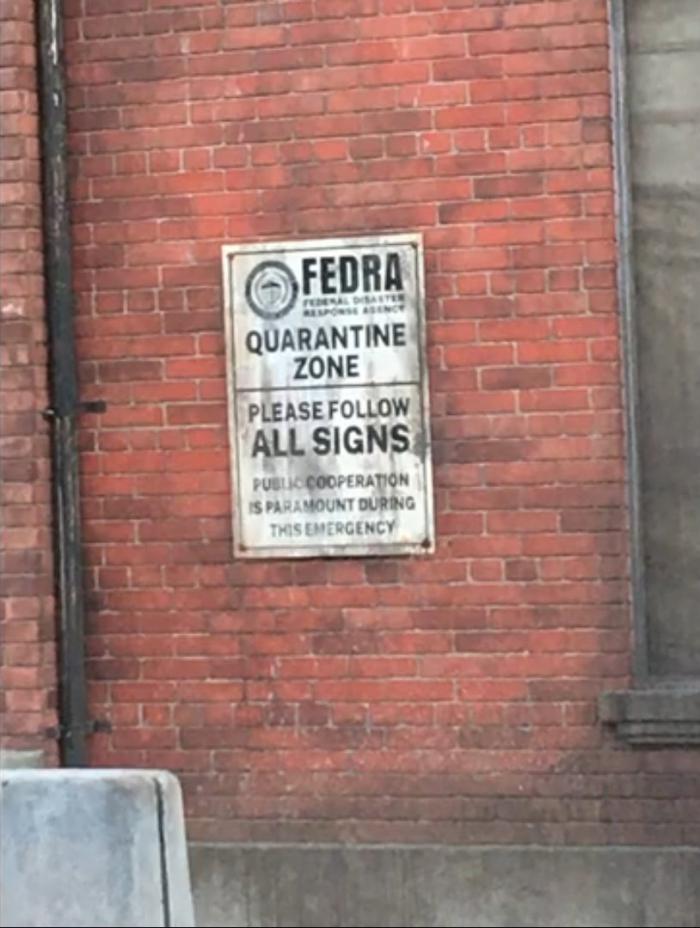 FEDRA
FEDERAL DISASTER
RESPONSE AGENCY
QUARANTINE
ZONE
PLEASE FOLLOW
ALL SIGNS
PUBLIC COOPERATION
IS PARAMOUNT DURING
THIS EMERGENCY